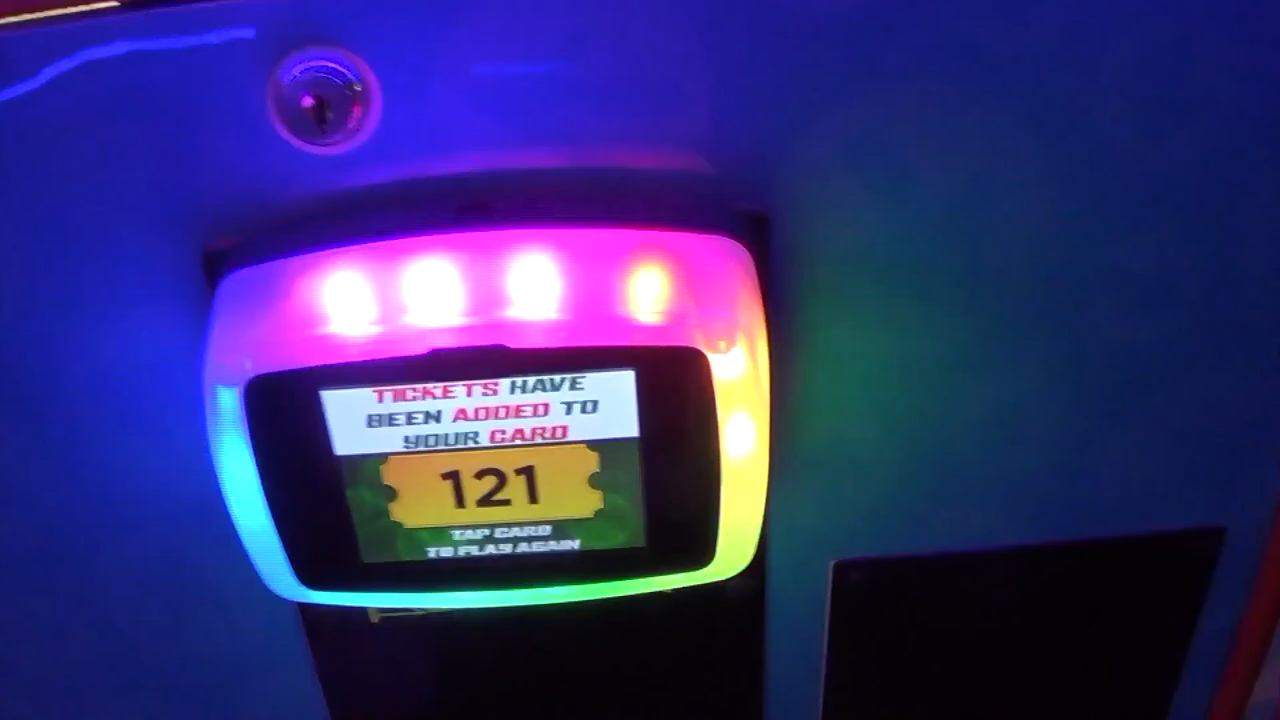 TICKETS HAVE
BEEN ADDED TO
YOUR CARD
121
TAP CARD
TO PLAY AGAIN